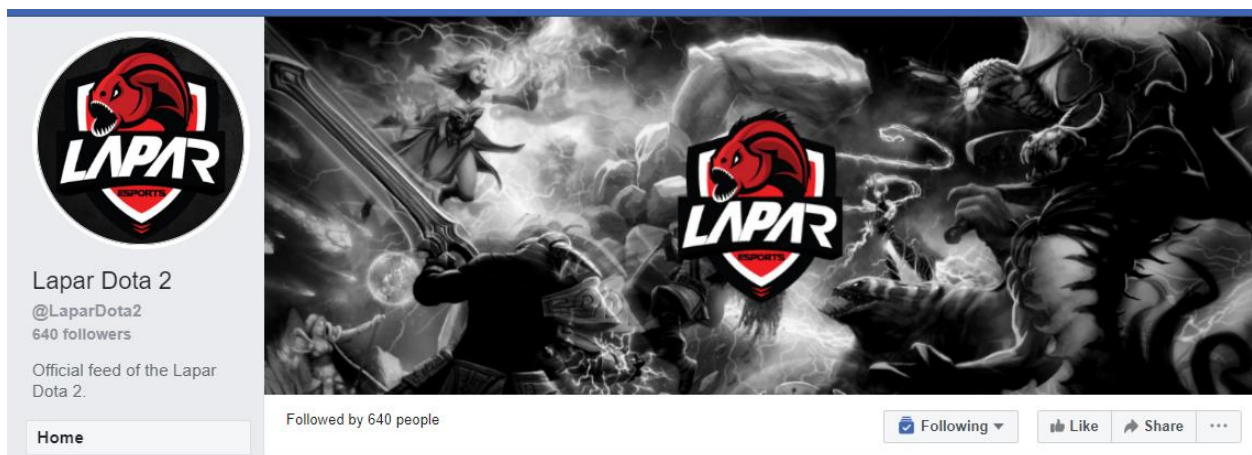 LAPAR
ESPORTS
Lapar Dota 2
@LaparDota2
640 followers
Official feed of the Lapar
Dota 2.
Home
LAPAR
ESPORTS
Followed by 640 people
Following
Like
Share